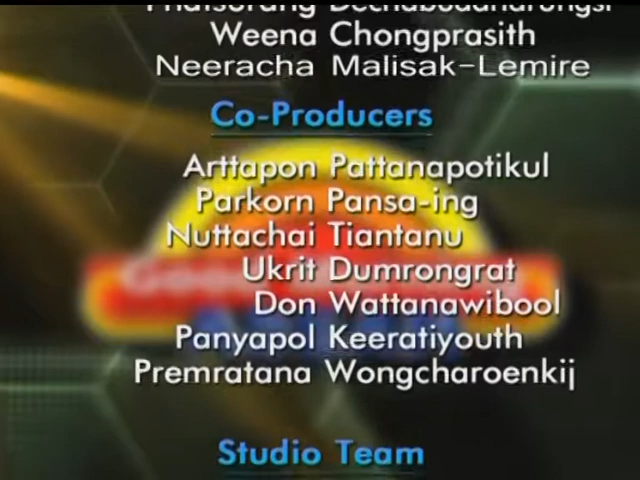 Weena Chongprasith
Neeracha Malisak-Lemire
Co-Producers
Arttapon Pattanapotikul
Parkorn Pansa-ing
Nuttachai Tiantanu
Ukrit Dumrongrat
Don Wattanawibool
Panyapol Keeratiyouth
Premratana Wongcharoenkij
Studio Team